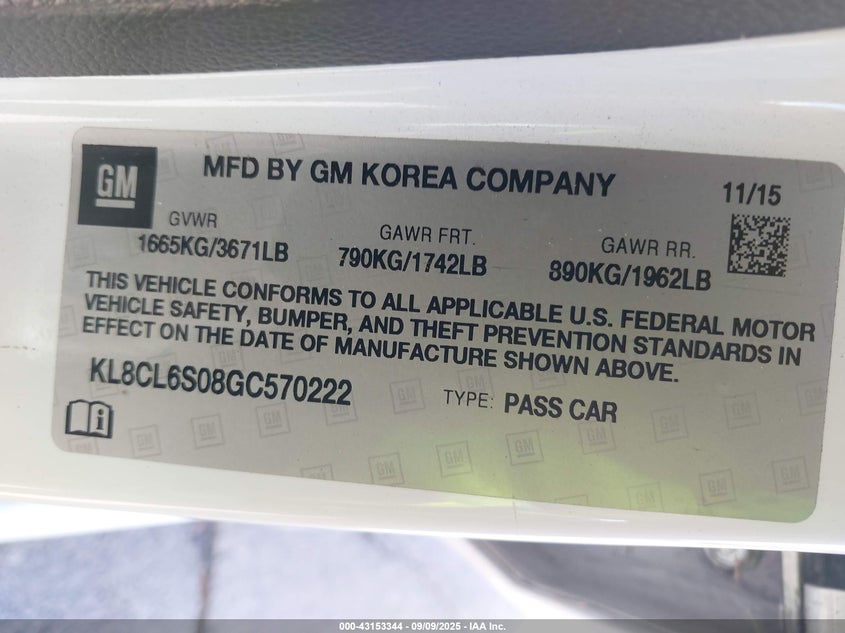 GM
MFD BY GM KOREA COMPANY
11/15
GVWR
1665KG/3671LB
GAWR FRT.
790KG/1742LB
GAWR RR.
890KG/1962LB
THIS VEHICLE CONFORMS TO ALL APPLICABLE U.S. FEDERAL MOTOR
VEHICLE SAFETY, BUMPER, AND THEFT PREVENTION STANDARDS IN
EFFECT ON THE DATE OF MANUFACTURE SHOWN ABOVE.
KL8CL6S08GC570222
TYPE: PASS CAR
000-43153344 - 09/09/2025 - IAA Inc.